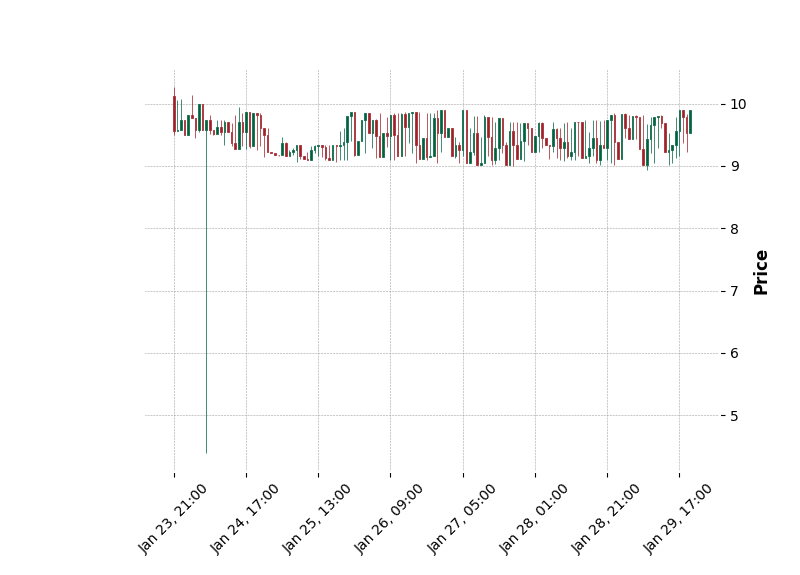 10
9
8
7
6
5
Price
Jan 23, 21:00
Jan 24, 17:00
Jan 25, 13:00
Jan 26, 09:00
Jan 27, 05:00
Jan 28, 01:00
Jan 28, 21:00
Jan 29, 17:00